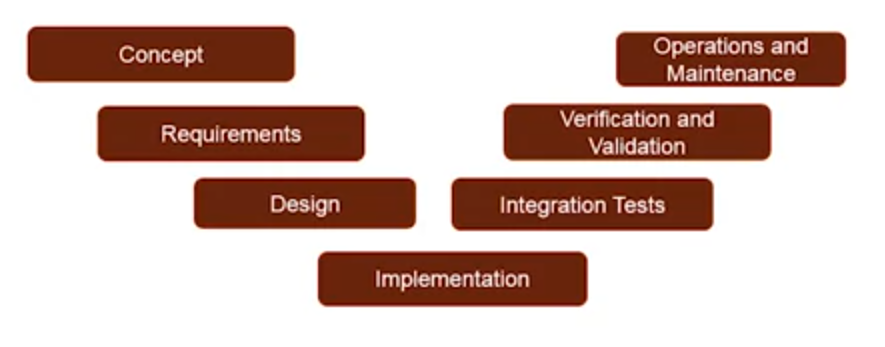 Concept
Operations and
Maintenance
Requirements
Verification and
Validation
Design
Integration Tests
Implementation